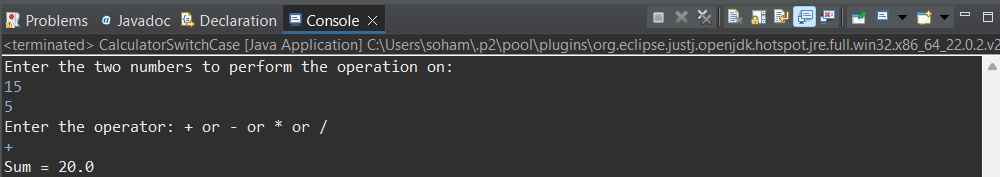 Problems @ Javadoc Declaration Console
<terminated> CalculatorSwitchCase [Java Application] C:\Users\soham\.p2\pool\plugins\org.eclipse.justj.openjdk.hotspot.jre.full.win32.x86_64_22.0.2.v2
Enter the two numbers to perform the operation on:
15
5
Enter the operator: + or - or * or /
+
Sum = 20.0